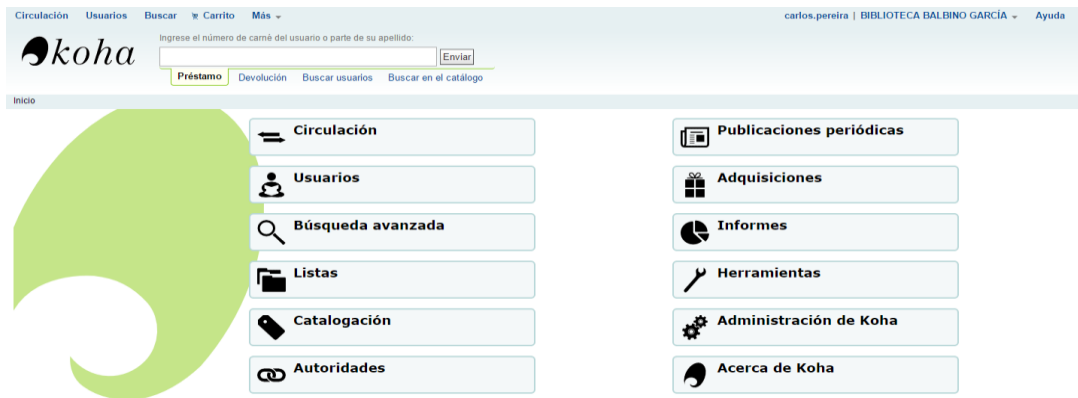 Circulación Usuarios Buscar Carrito Más carlos.pereira | BIBLIOTECA BALBINO GARCÍA Ayuda
koha
Ingrese el número de carné del usuario o parte de su apellido:
Enviar
Préstamo Devolución Buscar usuarios Buscar en el catálogo
Inicio
Circulación
Usuarios
Búsqueda avanzada
Listas
Catalogación
Autoridades
Publicaciones periódicas
Adquisiciones
Informes
Herramientas
Administración de Koha
Acerca de Koha